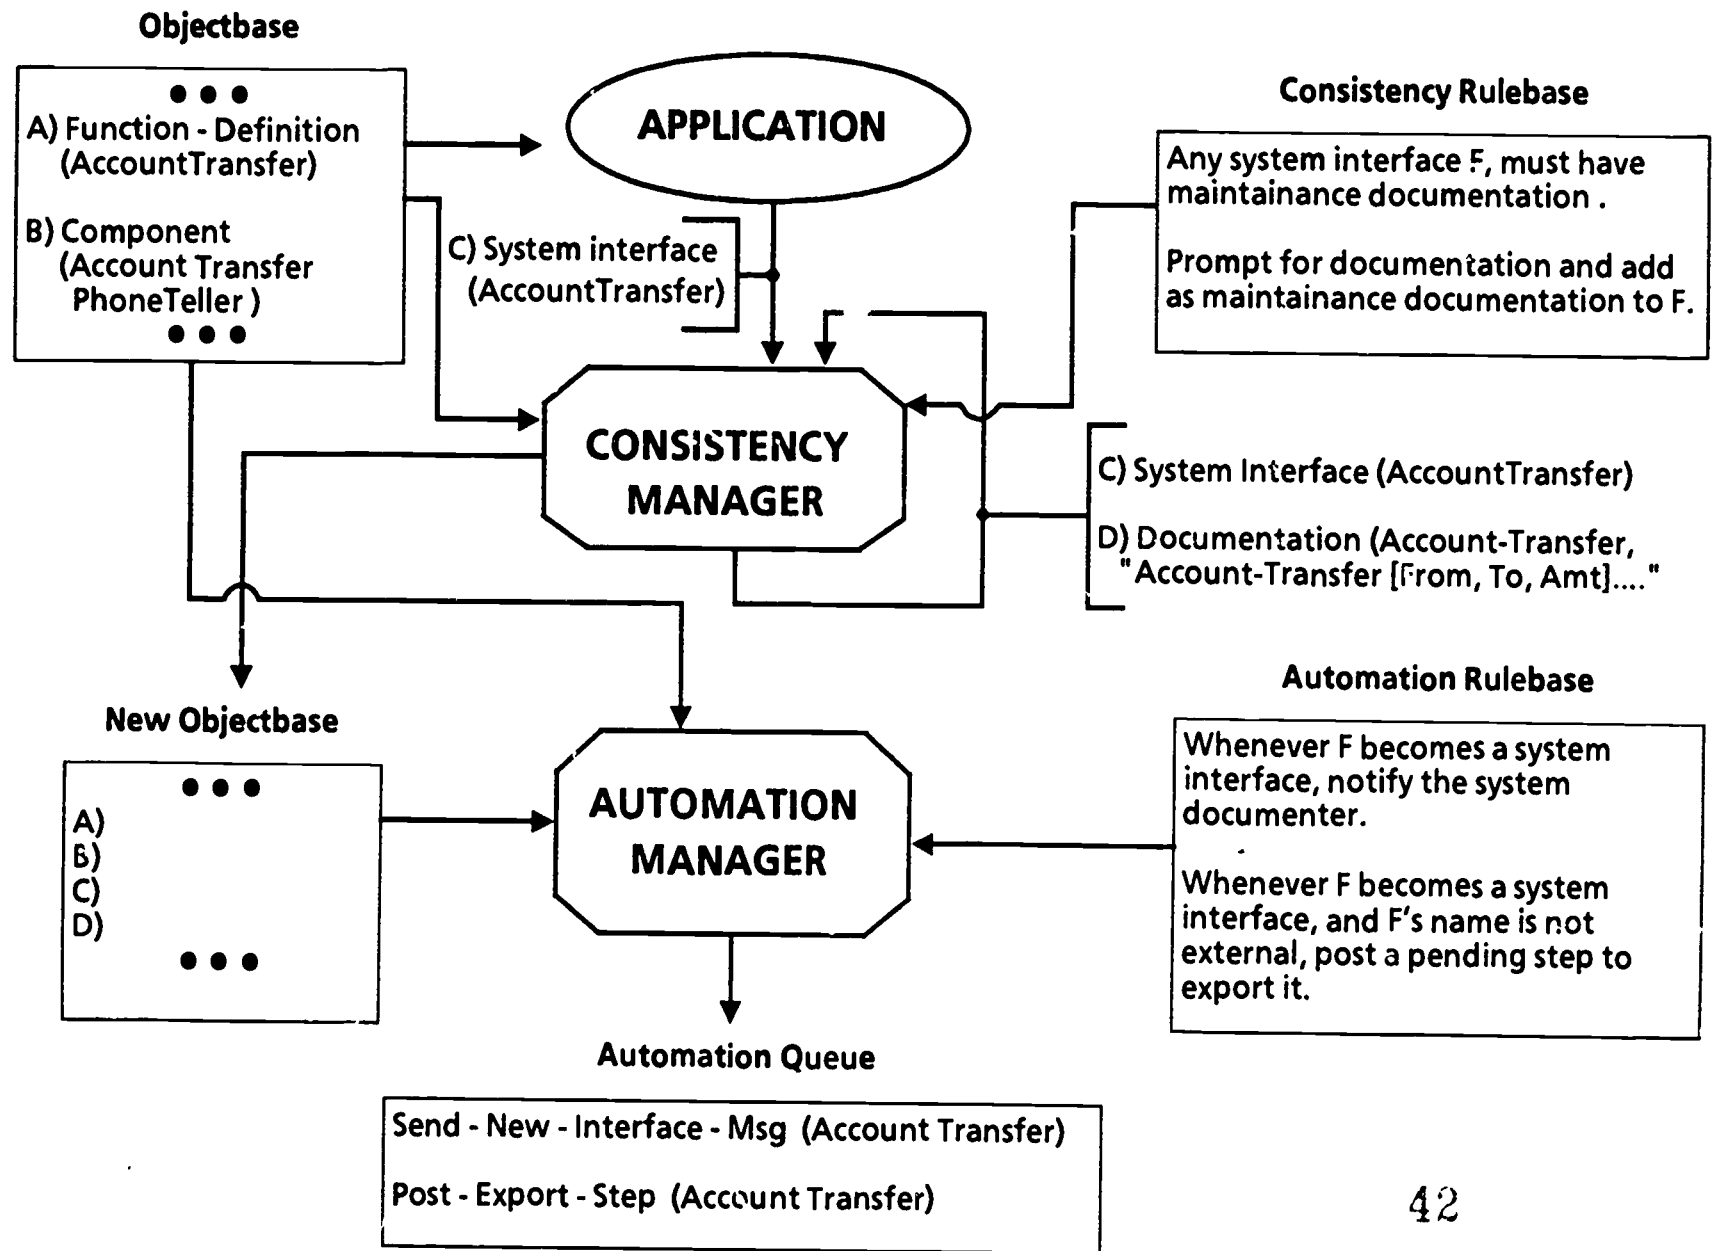 Objectbase
● ● ●
A) Function - Definition
(AccountTransfer)
B) Component
(Account Transfer
PhoneTeller )
● ● ●
APPLICATION
C) System interface
(AccountTransfer)
Consistency Rulebase
Any system interface F, must have
maintainance documentation .
Prompt for documentation and add
as maintainance documentation to F.
CONSISTENCY
MANAGER
C) System Interface (AccountTransfer)
D) Documentation (Account-Transfer,
"Account-Transfer [From, To, Amt]...."
New Objectbase
● ● ●
A)
B)
C)
D)
● ● ●
AUTOMATION
MANAGER
Automation Rulebase
Whenever F becomes a system
interface, notify the system
documenter.
Whenever F becomes a system
interface, and F's name is not
external, post a pending step to
export it.
Automation Queue
Send - New - Interface - Msg (Account Transfer)
Post - Export - Step (Account Transfer)
42